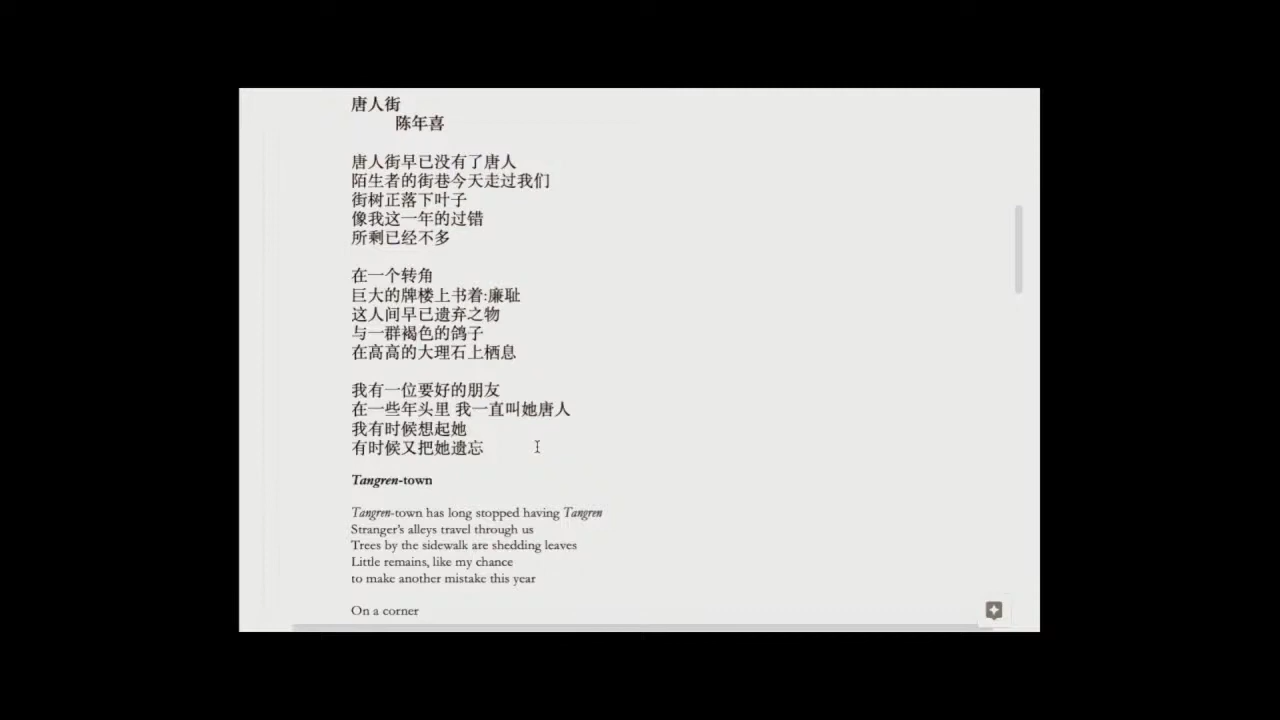 唐人街
陈年喜
唐人街早已没有了唐人
陌生者的街巷今天走过我们
街树正落下叶子
像我这一年的过错
所剩已经不多
在一个转角
巨大的牌楼上书着:廉耻
这人间早已遗弃之物
与一群褐色的鸽子
在高高的大理石上栖息
我有一位要好的朋友
在一些年头里 我一直叫她唐人
我有时候想起她
有时候又把她遗忘
Tangren-town
Tangren-town has long stopped having Tangren
Stranger's alleys travel through us
Trees by the sidewalk are shedding leaves
Little remains, like my chance
to make another mistake this year
On a corner